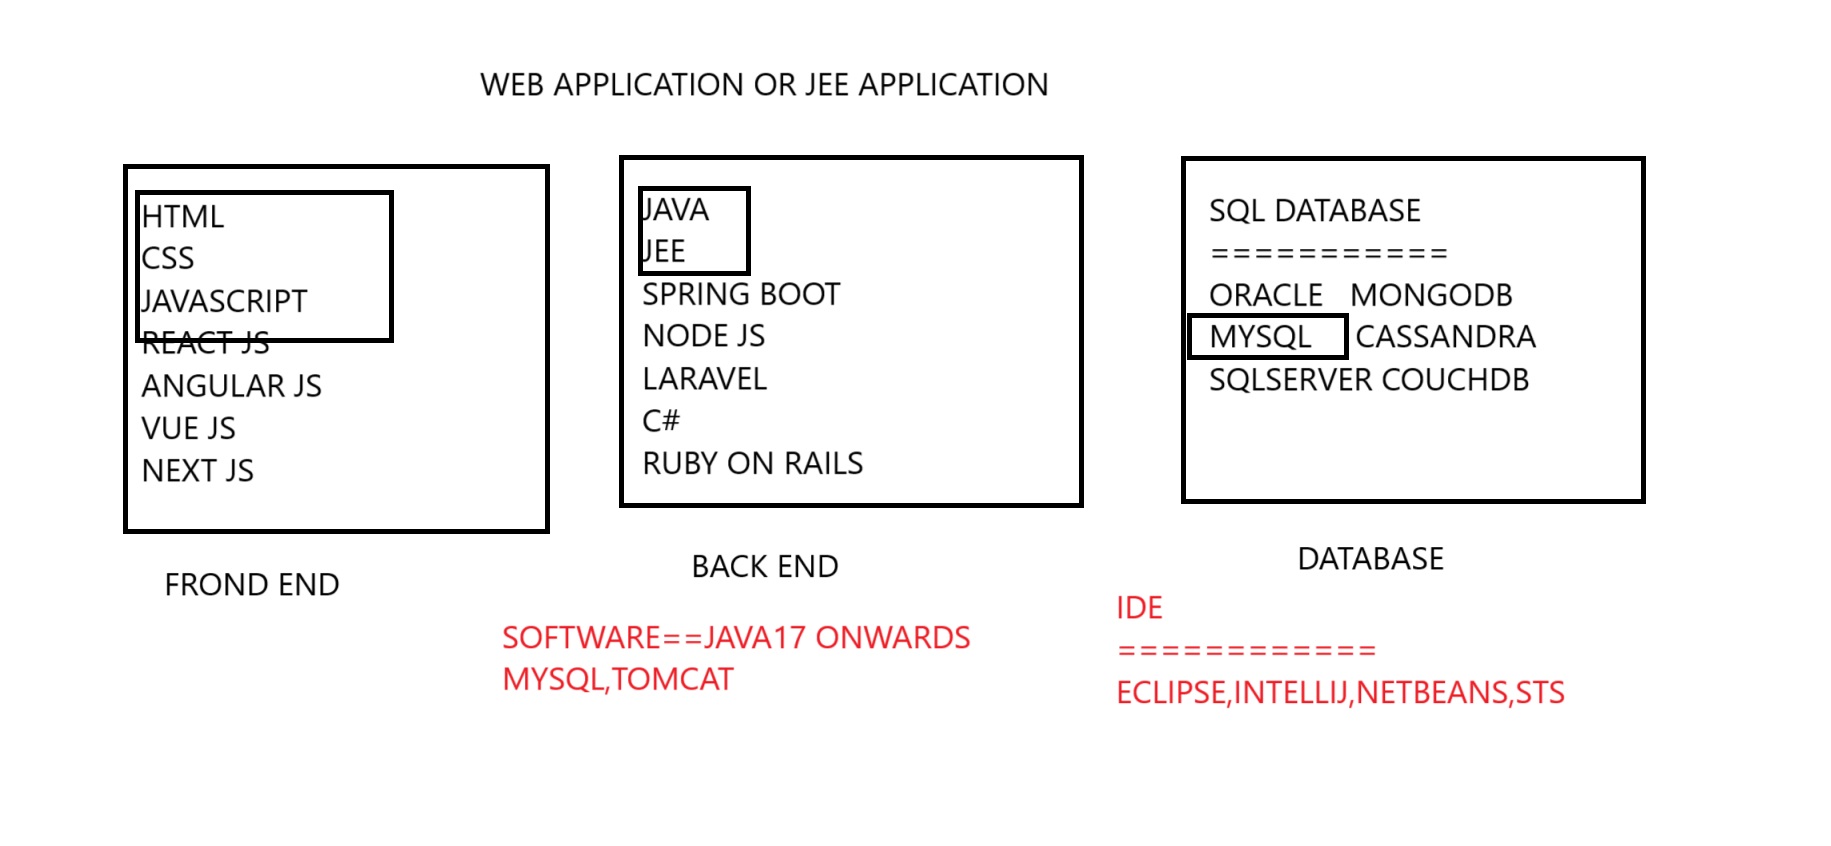 WEB APPLICATION OR JEE APPLICATION
HTML
CSS
JAVASCRIPT
REACT JS
ANGULAR JS
VUE JS
NEXT JS
FROND END
JAVA
JEE
SPRING BOOT
NODE JS
LARAVEL
C#
RUBY ON RAILS
BACK END
SOFTWARE==JAVA17 ONWARDS
MYSQL,TOMCAT
SQL DATABASE
===========
ORACLE MONGODB
MYSQL CASSANDRA
SQLSERVER COUCHDB
DATABASE
IDE
============
ECLIPSE,INTELLIJ,NETBEANS,STS